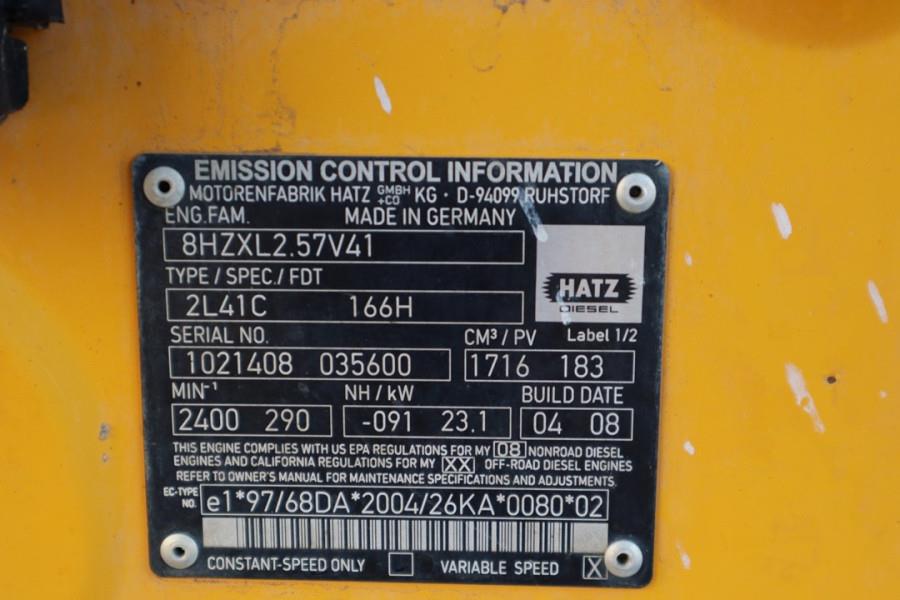 EMISSION CONTROL INFORMATION
MOTORENFABRIK HATZ GMBH +CO KG · D-94099 RUHSTORF
ENG.FAM. MADE IN GERMANY
8HZXL2.57V41
HATZ
DIESEL
TYPE / SPEC./ FDT
2L41C 166H
SERIAL NO. CM³ / PV Label 1/2
1021408 035600 1716 183
MIN⁻¹ NH / kW BUILD DATE
2400 290 -091 23.1 04 08
THIS ENGINE COMPLIES WITH US EPA REGULATIONS FOR MY 08 NONROAD DIESEL
ENGINES AND CALIFORNIA REGULATIONS FOR MY XX OFF-ROAD DIESEL ENGINES
REFER TO OWNER'S MANUAL FOR MAINTENANCE SPECIFICATIONS AND ADJUSTMENTS.
EC-TYPE NO. e1*97/68DA*2004/26KA*0080*02
CONSTANT-SPEED ONLY VARIABLE SPEED X